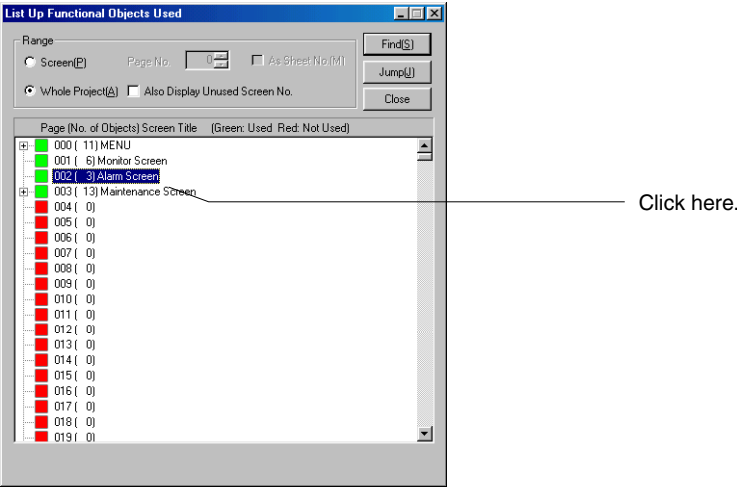 List Up Functional Objects Used
Range
Screen(P) Page No. 0 As Sheet No.(M)
Whole Project(A) Also Display Unused Screen No.
Find(S)
Jump(J)
Close
Page (No. of Objects) Screen Title (Green: Used Red: Not Used)
000 ( 11) MENU
001 ( 6) Monitor Screen
002 ( 3) Alarm Screen
003 ( 13) Maintenance Screen
004 ( 0)
005 ( 0)
006 ( 0)
007 ( 0)
008 ( 0)
009 ( 0)
010 ( 0)
011 ( 0)
012 ( 0)
013 ( 0)
014 ( 0)
015 ( 0)
016 ( 0)
017 ( 0)
018 ( 0)
019 ( 0)
Click here.